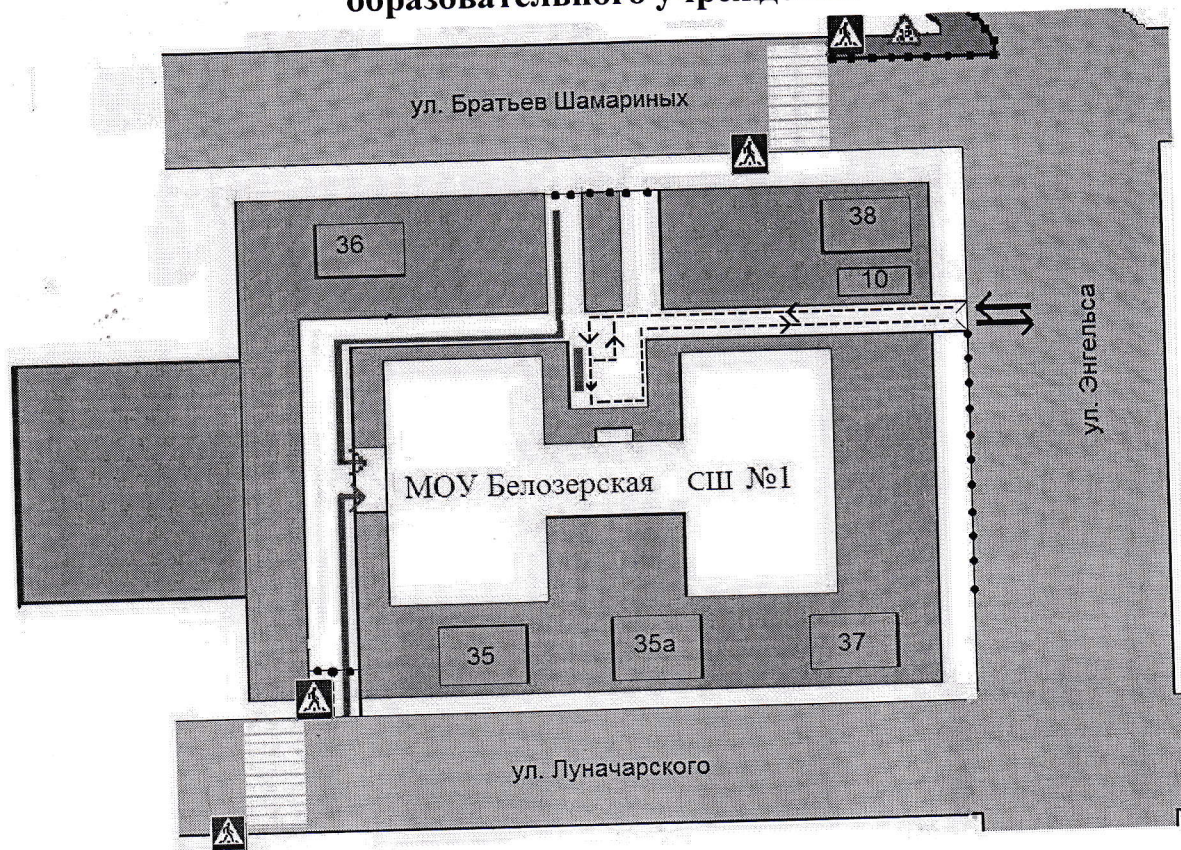 образовательного учрежд
ул. Братьев Шамариных
36
38
10
ул. Энгельса
МОУ Белозерская СШ №1
35
35а
37
ул. Луначарского